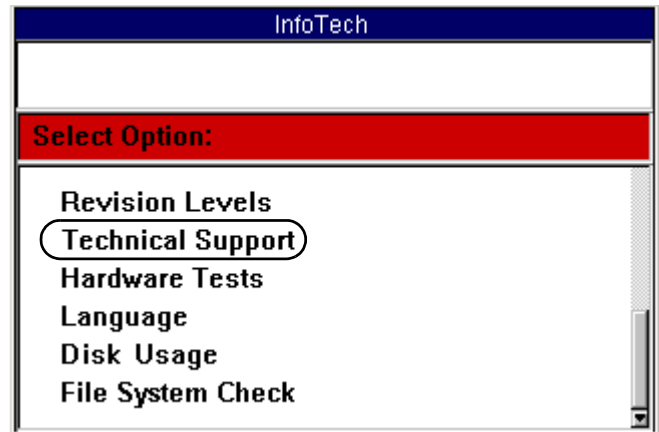 InfoTech
Select Option:
Revision Levels
Technical Support
Hardware Tests
Language
Disk Usage
File System Check